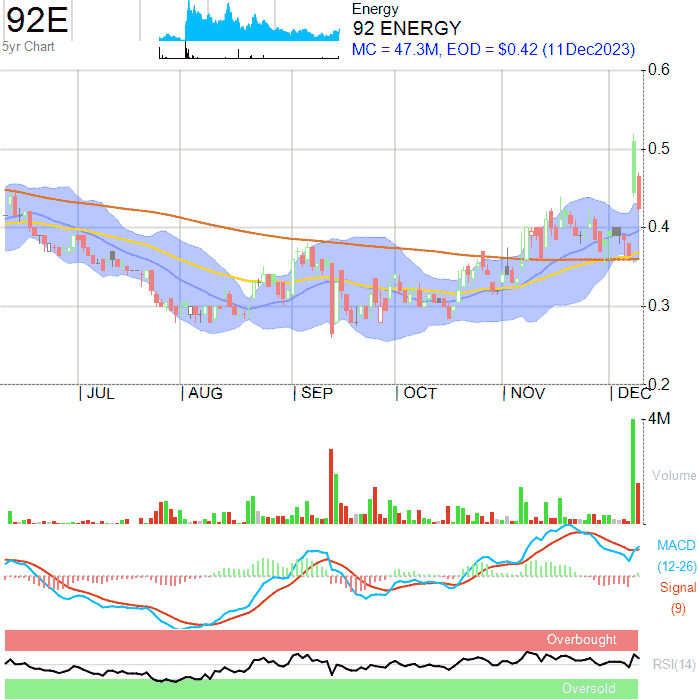 92E
5yr Chart
Energy
92 ENERGY
MC = 47.3M, EOD = $0.42 (11Dec2023)
0.6
0.5
0.4
0.3
0.2
JUL AUG SEP OCT NOV DEC
4M
Volume
MACD
(12-26)
Signal
(9)
Overbought
RSI(14)
Oversold